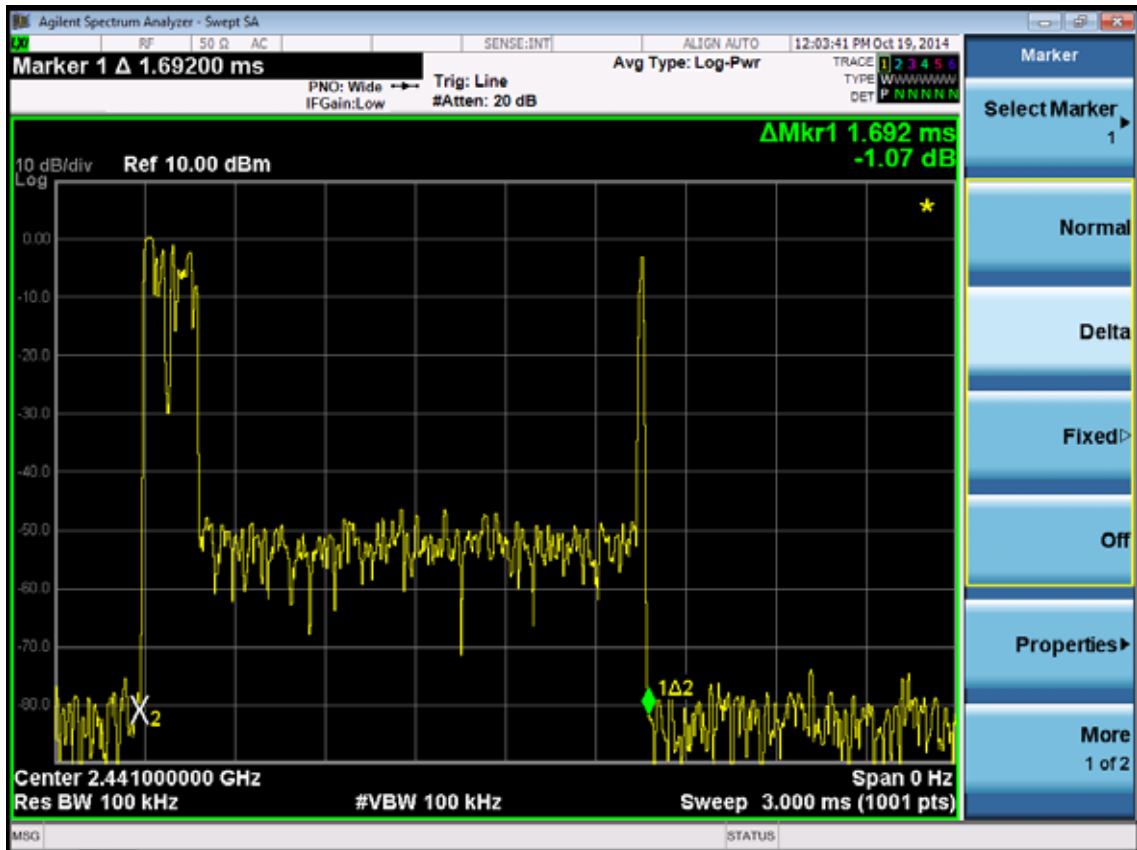 Agilent Spectrum Analyzer - Swept SA
LXI RF 50 Ω AC SENSE:INT ALIGN AUTO 12:03:41 PM Oct 19, 2014
Marker 1 Δ 1.69200 ms
PNO: Wide
IFGain:Low
Trig: Line
#Atten: 20 dB
Avg Type: Log-Pwr
TRACE 1 2 3 4 5 6
TYPE WWWWWW
DET P N N N N N
ΔMkr1 1.692 ms
-1.07 dB
10 dB/div Ref 10.00 dBm
Log
0.00
-10.0
-20.0
-30.0
-40.0
-50.0
-60.0
-70.0
-80.0
*
2
1Δ2
Center 2.441000000 GHz Span 0 Hz
Res BW 100 kHz #VBW 100 kHz Sweep 3.000 ms (1001 pts)
MSG STATUS
Marker
Select Marker
1
Normal
Delta
Fixed
Off
Properties
More
1 of 2